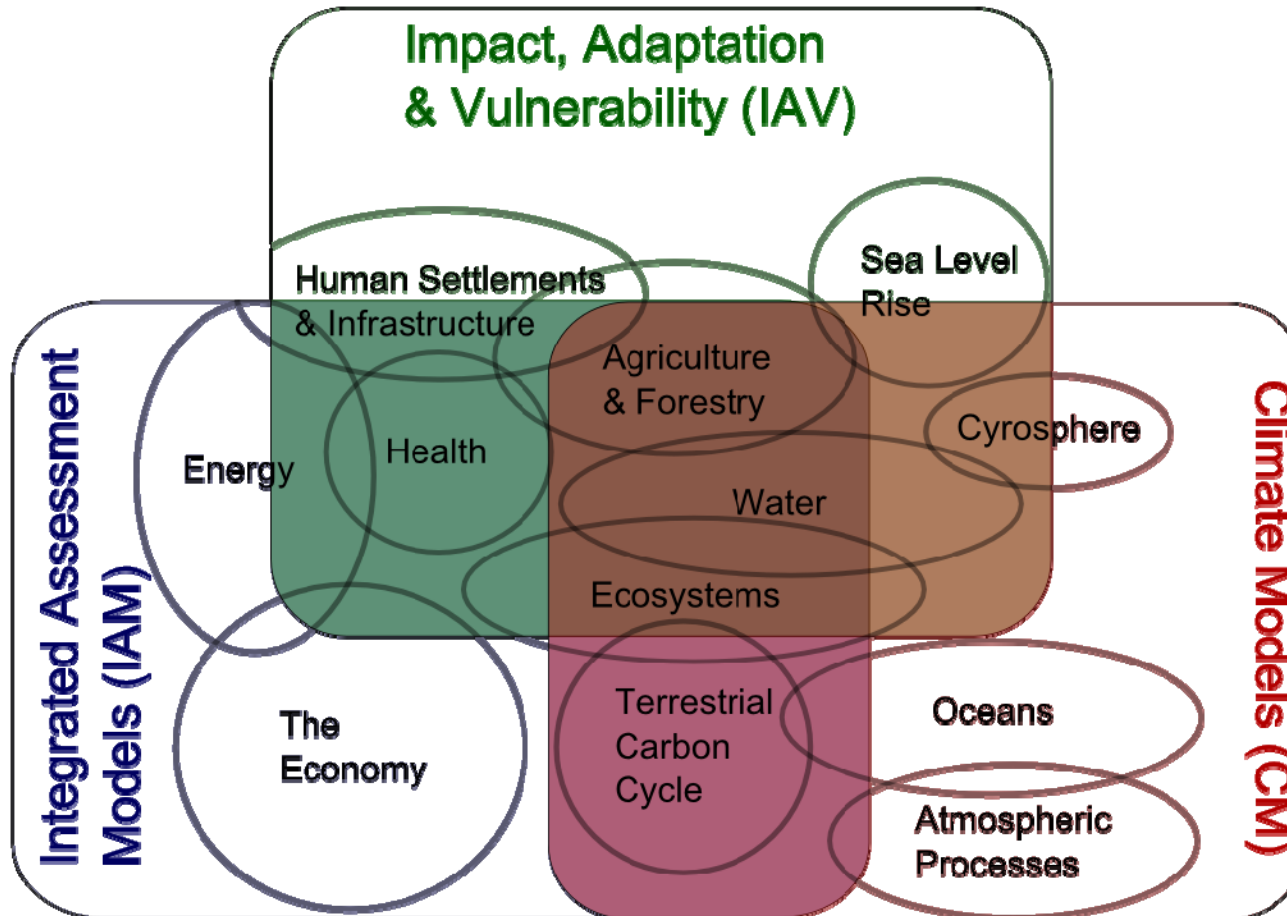 Impact, Adaptation
& Vulnerability (IAV)
Human Settlements
& Infrastructure
Sea Level
Rise
Agriculture
& Forestry
Cyrosphere
Energy
Health
Water
Ecosystems
Integrated Assessment
Models (IAM)
Climate Models (CM)
The
Economy
Terrestrial
Carbon
Cycle
Oceans
Atmospheric
Processes